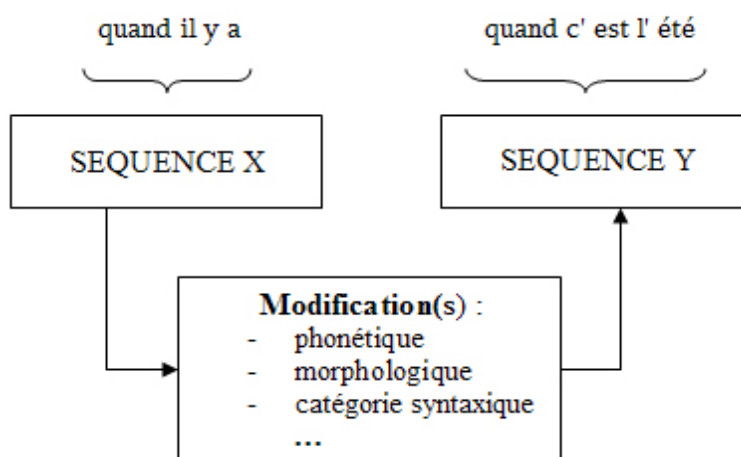 quand il y a
quand c' est l' été
SEQUENCE X
SEQUENCE Y
Modification(s) :
- phonétique
- morphologique
- catégorie syntaxique
...